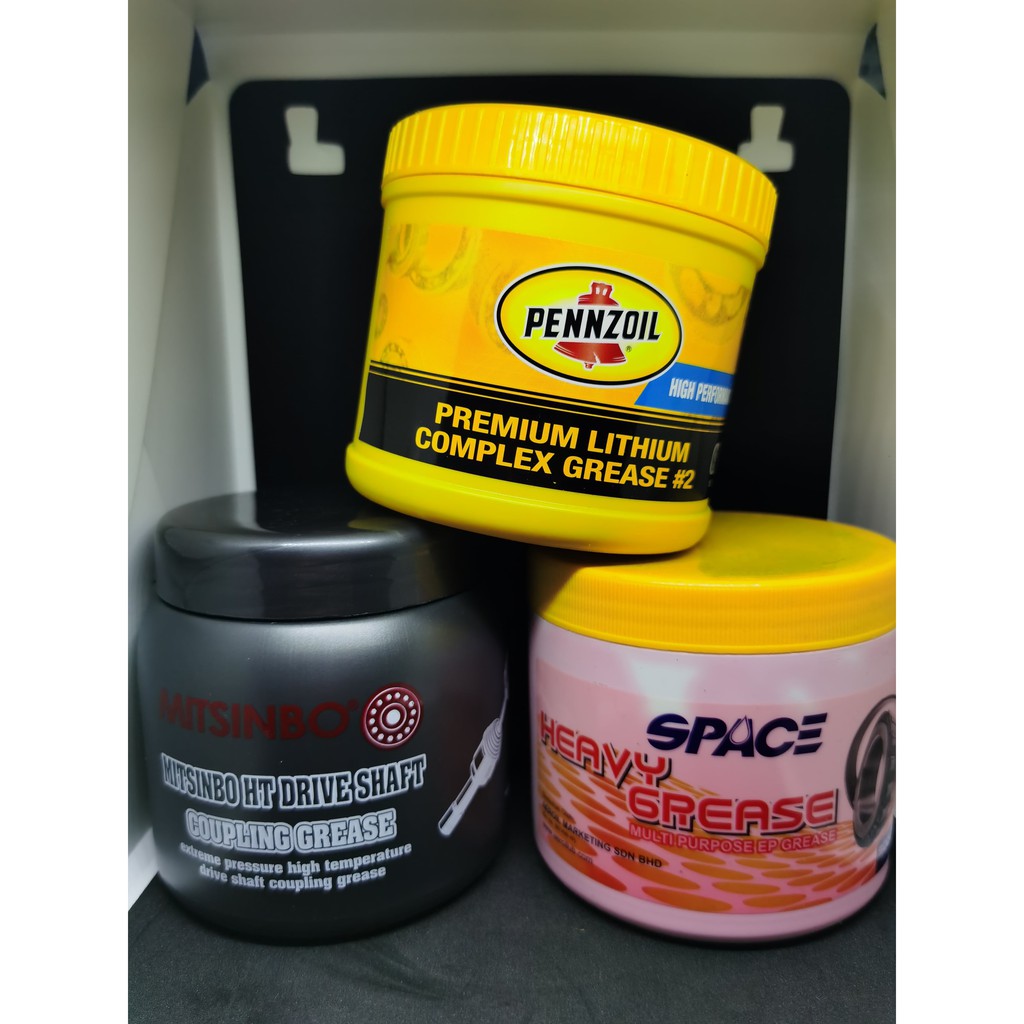 PENNZOIL
HIGH
PREMIUM LITHIUM
COMPLEX GREASE #2
MITSINBO
MITSINBO HT DRIVE SHAFT
COUPLING GREASE
extreme pressure high temperature
drive shaft coupling grease
SPACE
HEAVY
GREASE
MULTI PURPOSE EP GREASE
MARKETING SDN BHD